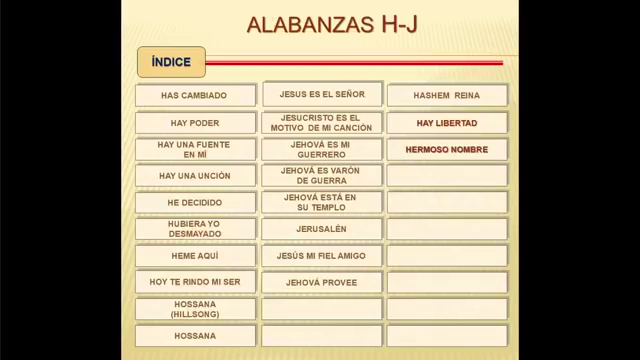 ALABANZAS H-J
ÍNDICE
HAS CAMBIADO
HAY PODER
HAY UNA FUENTE
EN MÍ
HAY UNA UNCIÓN
HE DECIDIDO
HUBIERA YO
DESMAYADO
HEME AQUÍ
HOY TE RINDO MI SER
HOSSANA
(HILLSONG)
HOSSANA
JESUS ES EL SEÑOR
JESUCRISTO ES EL
MOTIVO DE MI CANCIÓN
JEHOVÁ ES MI
GUERRERO
JEHOVÁ ES VARÓN
DE GUERRA
JEHOVÁ ESTÁ EN
SU TEMPLO
JERUSALÉN
JESÚS MI FIEL AMIGO
JEHOVÁ PROVEE
HASHEM REINA
HAY LIBERTAD
HERMOSO NOMBRE